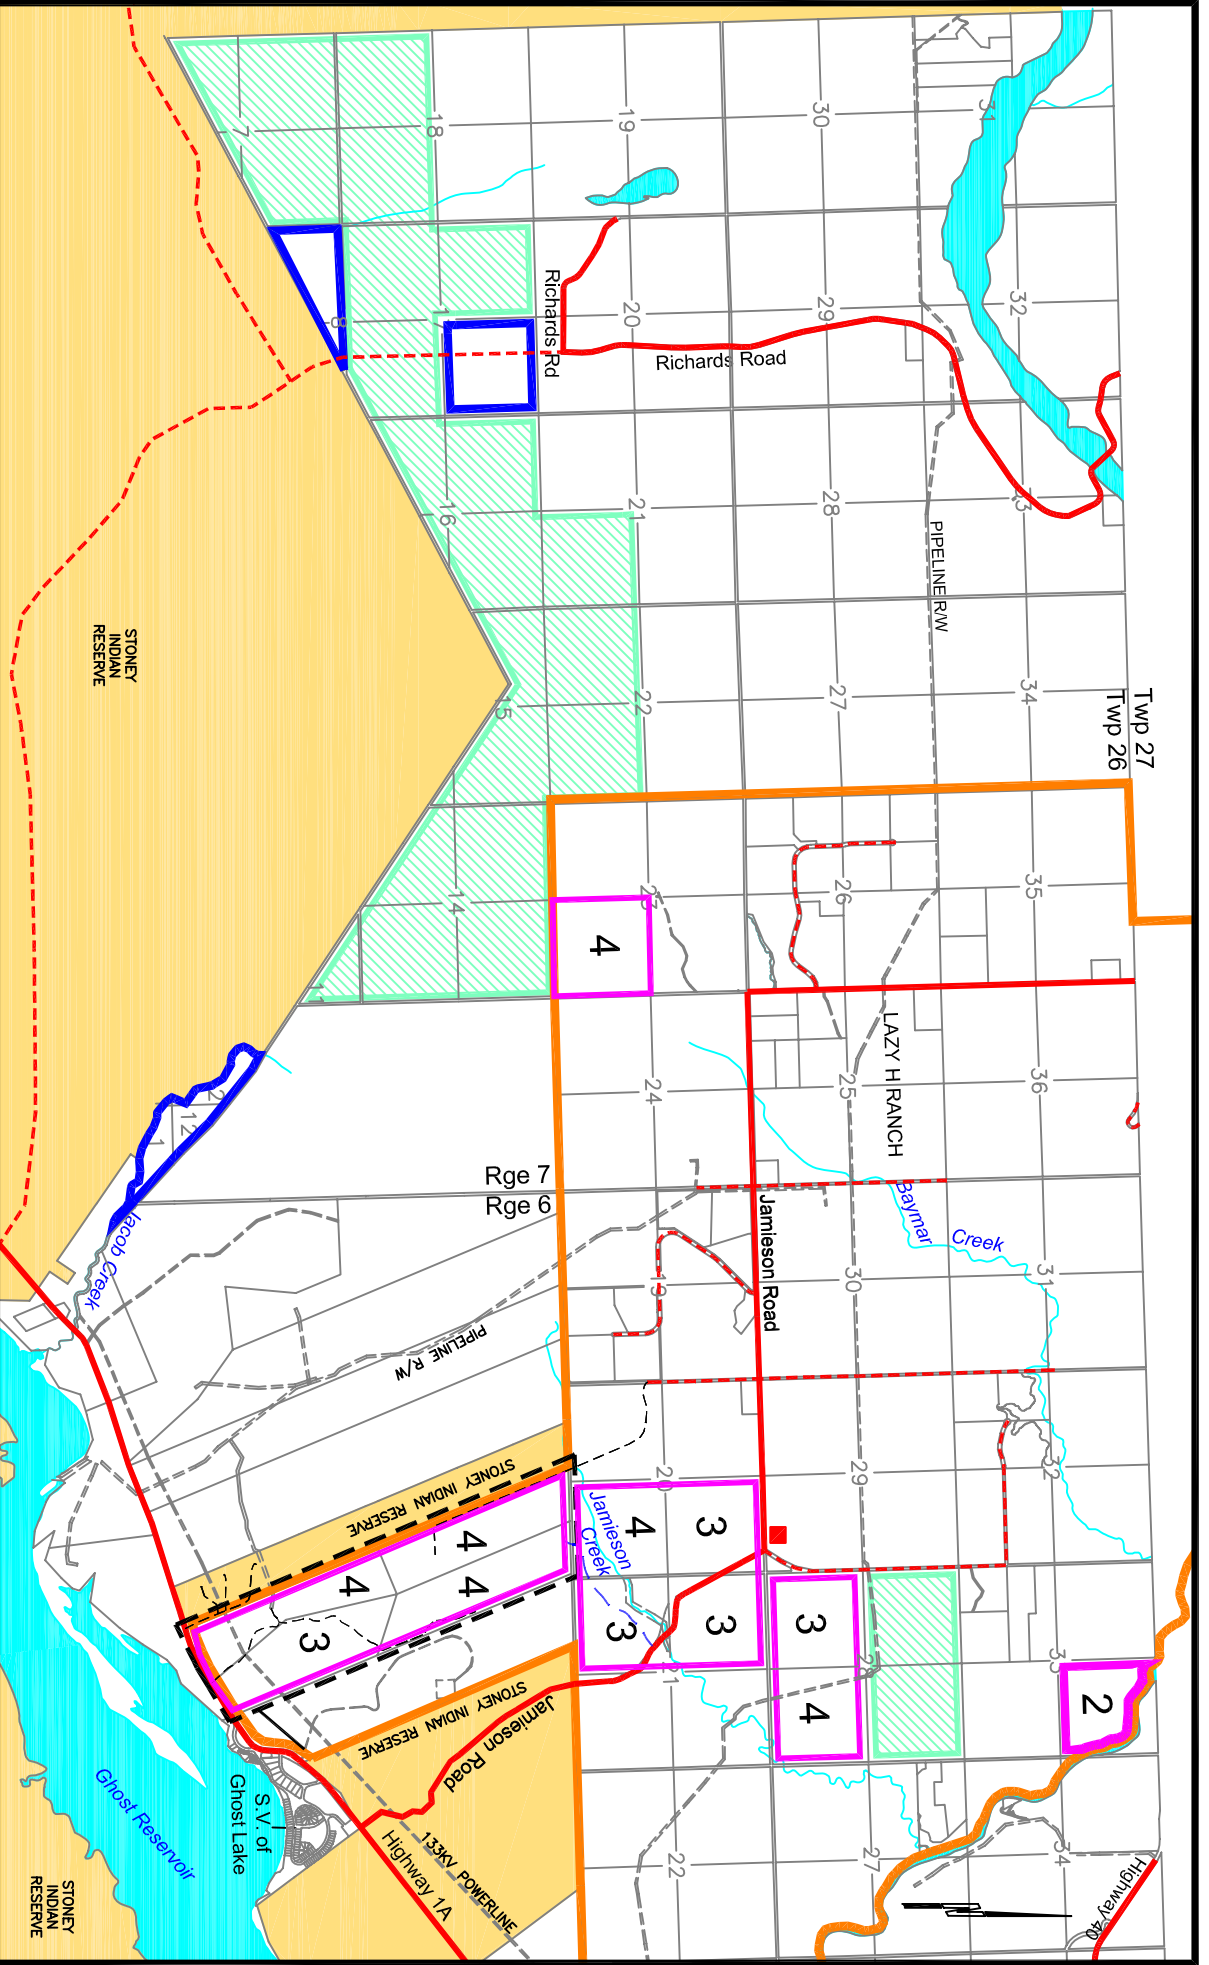 Twp 27
Twp 26
31
32
33
34
35
36
31
32
33
34
Highway 40
30
29
28
27
26
25
30
29
28
27
PIPELINE R/W
LAZY H RANCH
Baymar
Creek
2
Richards Road
Jamieson Road
3
4
19
20
21
22
23
24
19
20
21
22
4
3
4
3
3
Jamieson
Creek
Richards Rd
Rge 7
Rge 6
18
17
16
15
14
7
8
11
12
2
1
STONEY
INDIAN
RESERVE
Jacob Creek
PIPELINE R/W
STONEY INDIAN RESERVE
4
4
4
3
STONEY INDIAN RESERVE
Jamieson Road
133KV POWERLINE
Highway 1A
S.V. of
Ghost Lake
Ghost Reservoir
STONEY
INDIAN
RESERVE